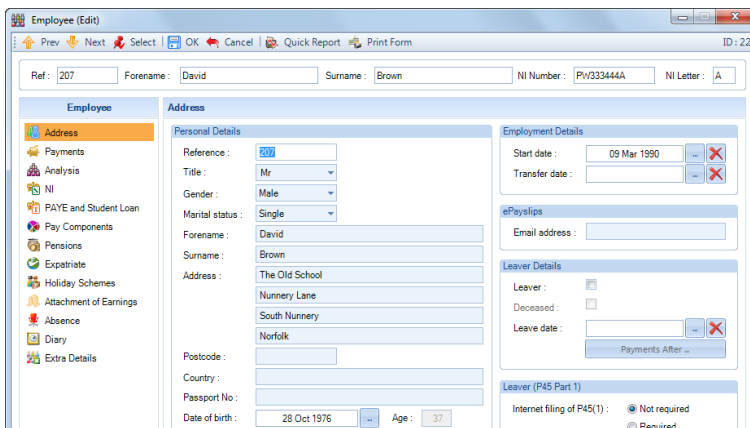 Employee (Edit)
Prev Next Select OK Cancel Quick Report Print Form ID : 22
Ref : 207 Forename : David Surname : Brown NI Number : PW333444A NI Letter : A
Employee
Address
Payments
Analysis
NI
PAYE and Student Loan
Pay Components
Pensions
Expatriate
Holiday Schemes
Attachment of Earnings
Absence
Diary
Extra Details
Address
Personal Details
Reference : 207
Title : Mr
Gender : Male
Marital status : Single
Forename : David
Surname : Brown
Address : The Old School
Nunnery Lane
South Nunnery
Norfolk
Postcode :
Country :
Passport No :
Date of birth : 28 Oct 1976 .. Age : 37
Employment Details
Start date : 09 Mar 1990 ..
Transfer date : ..
ePayslips
Email address :
Leaver Details
Leaver :
Deceased :
Leave date : ..
Payments After ..
Leaver (P45 Part 1)
Internet filing of P45(1) : Not required
Required